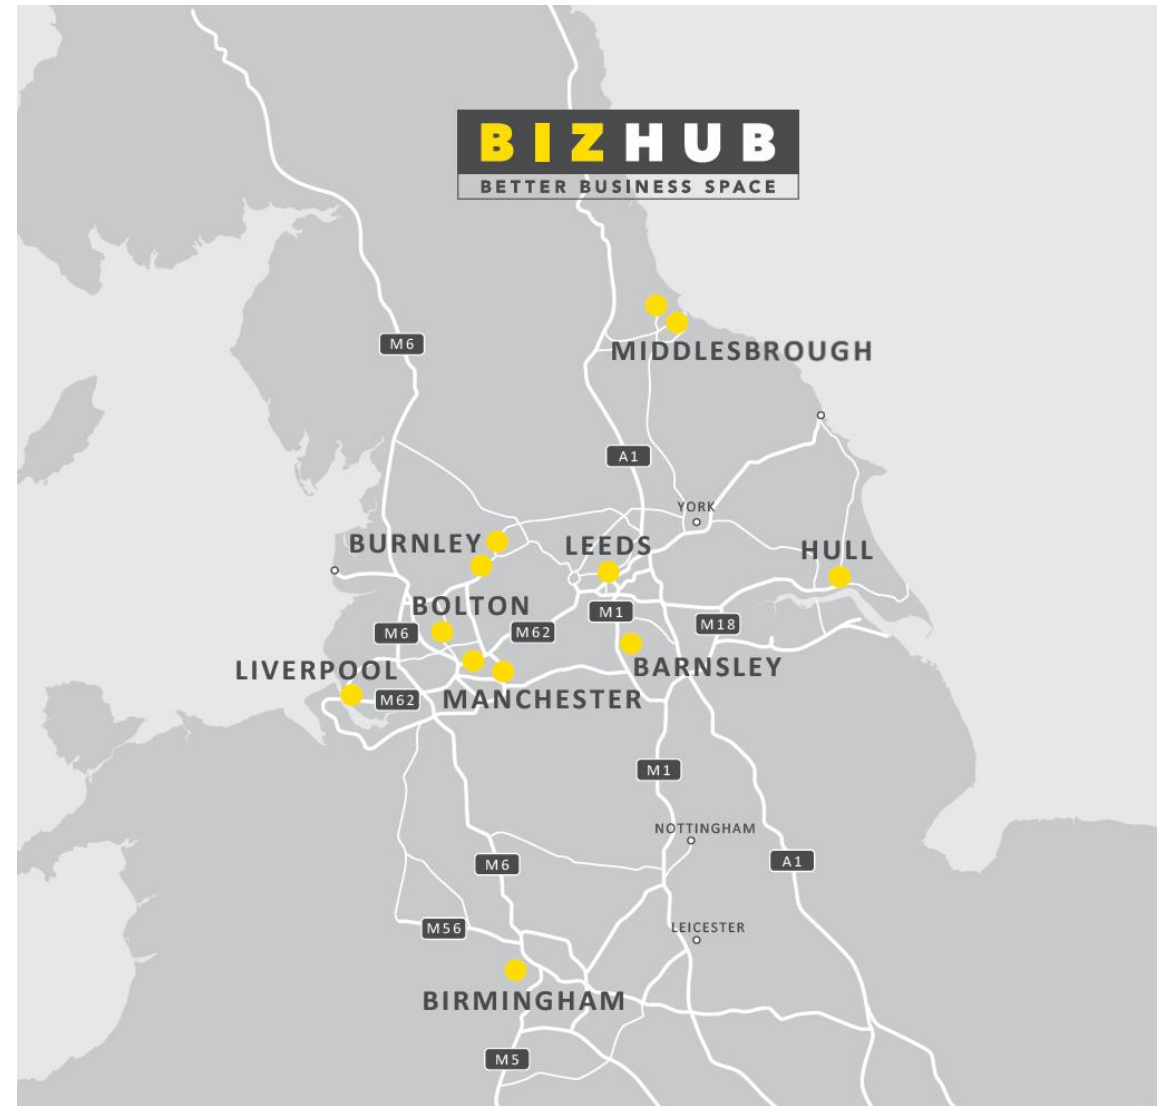 BIZHUB
BETTER BUSINESS SPACE
M6
MIDDLESBROUGH
A1
YORK
BURNLEY
LEEDS
HULL
BOLTON
M1
M18
M6
M62
LIVERPOOL
BARNSLEY
M62
MANCHESTER
M1
NOTTINGHAM
M6
A1
M56
LEICESTER
BIRMINGHAM
M5